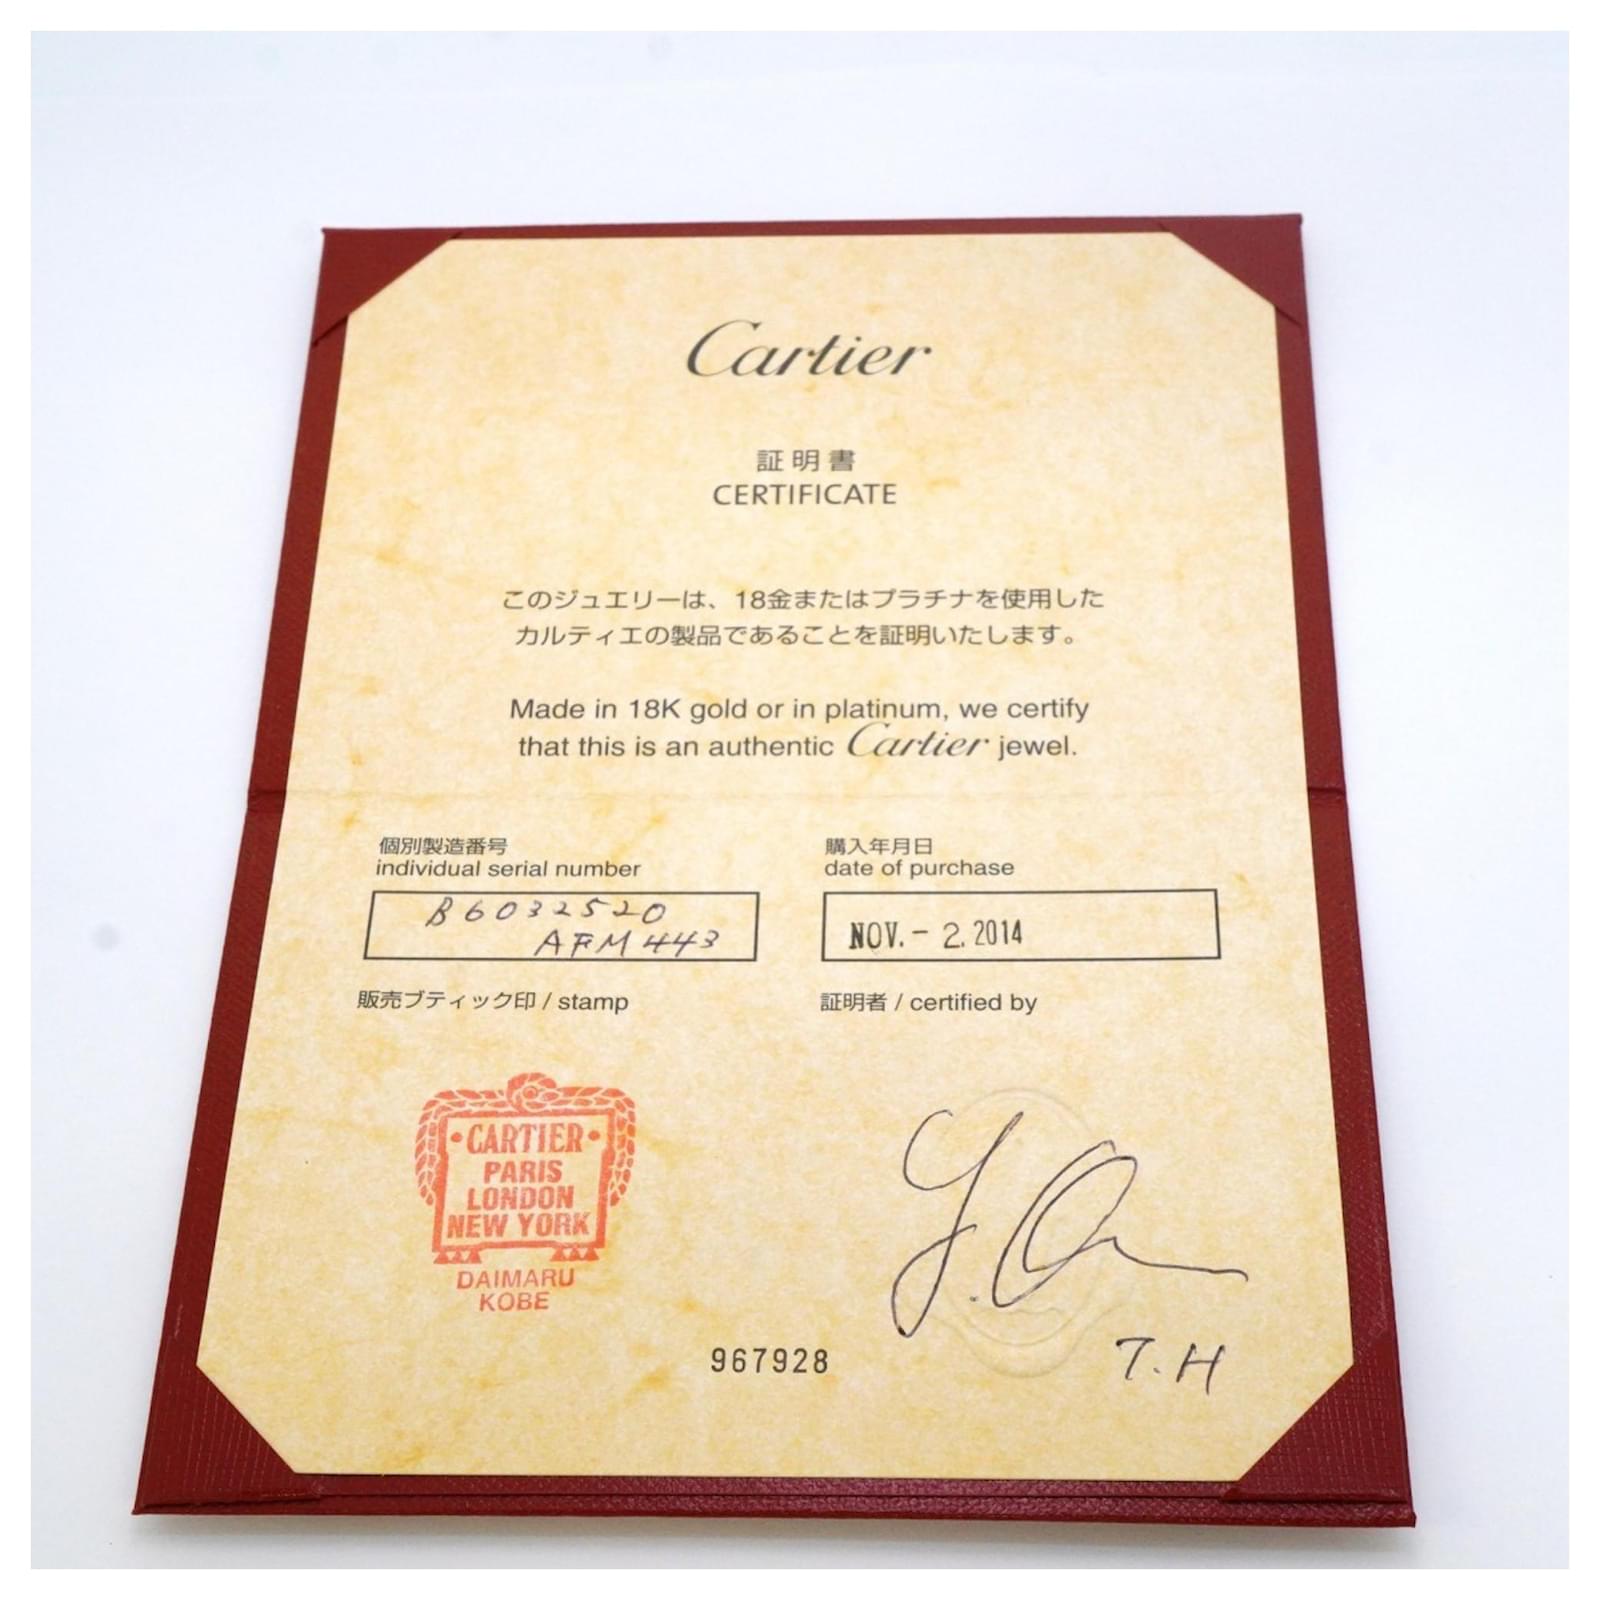 Cartier
証明書
CERTIFICATE
このジュエリーは、18金またはプラチナを使用した
カルティエの製品であることを証明いたします。
Made in 18K gold or in platinum, we certify
that this is an authentic Cartier jewel.
個別製造番号
individual serial number
B6032520
AFM443
購入年月日
date of purchase
NOV. - 2. 2014
販売ブティック印 / stamp
証明者 / certified by
•CARTIER•
PARIS
LONDON
NEW YORK
DAIMARU
KOBE
967928
T.H